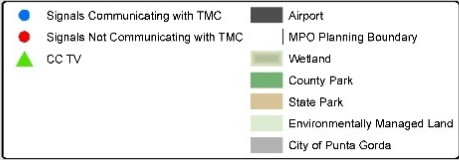 Signals Communicating with TMC
Signals Not Communicating with TMC
CC TV
Airport
MPO Planning Boundary
Wetland
County Park
State Park
Environmentally Managed Land
City of Punta Gorda